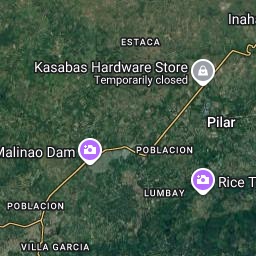 Inaha
ESTACA
Kasabas Hardware Store
Temporarily closed
Pilar
Malinao Dam
POBLACION
LUMBAY
Rice T
POBLACION
VILLA GARCIA